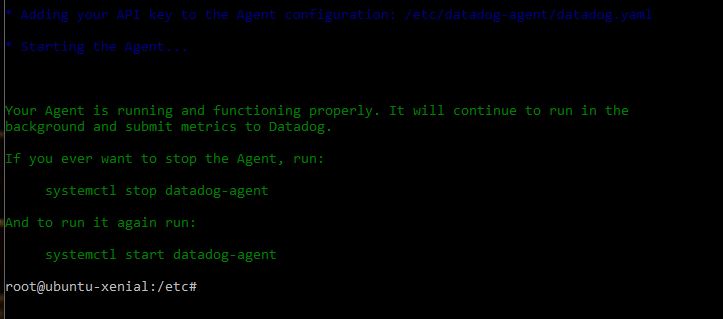 * Adding your API key to the Agent configuration: /etc/datadog-agent/datadog.yaml
* Starting the Agent...
Your Agent is running and functioning properly. It will continue to run in the
background and submit metrics to Datadog.
If you ever want to stop the Agent, run:
systemctl stop datadog-agent
And to run it again run:
systemctl start datadog-agent
root@ubuntu-xenial:/etc#